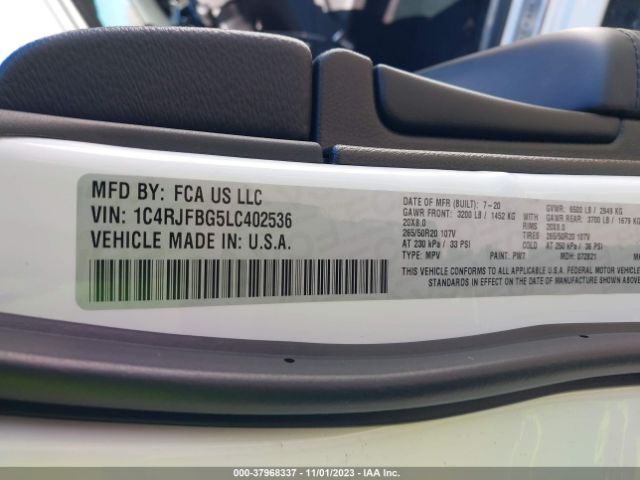 MFD BY: FCA US LLC
VIN: 1C4RJFBG5LC402536
VEHICLE MADE IN: U.S.A.
DATE OF MFR (BUILT): 7-20 GVWR: 6500 LB / 2949 KG
GAWR FRONT: 3200 LB / 1452 KG WITH GAWR REAR: 3700 LB / 1679 KG
20X8.0 RIMS 20X8.0
265/50R20 107V TIRES 265/50R20 107V
AT 230 kPa / 33 PSI COLD AT 250 kPa / 36 PSI
TYPE: MPV PAINT: PW7 MDH: 072821
THIS VEHICLE CONFORMS TO ALL APPLICABLE U.S.A. FEDERAL MOTOR VEHICLE
STANDARDS IN EFFECT ON THE DATE OF MANUFACTURE SHOWN ABOVE
000-37968337 - 11/01/2023 - IAA Inc.